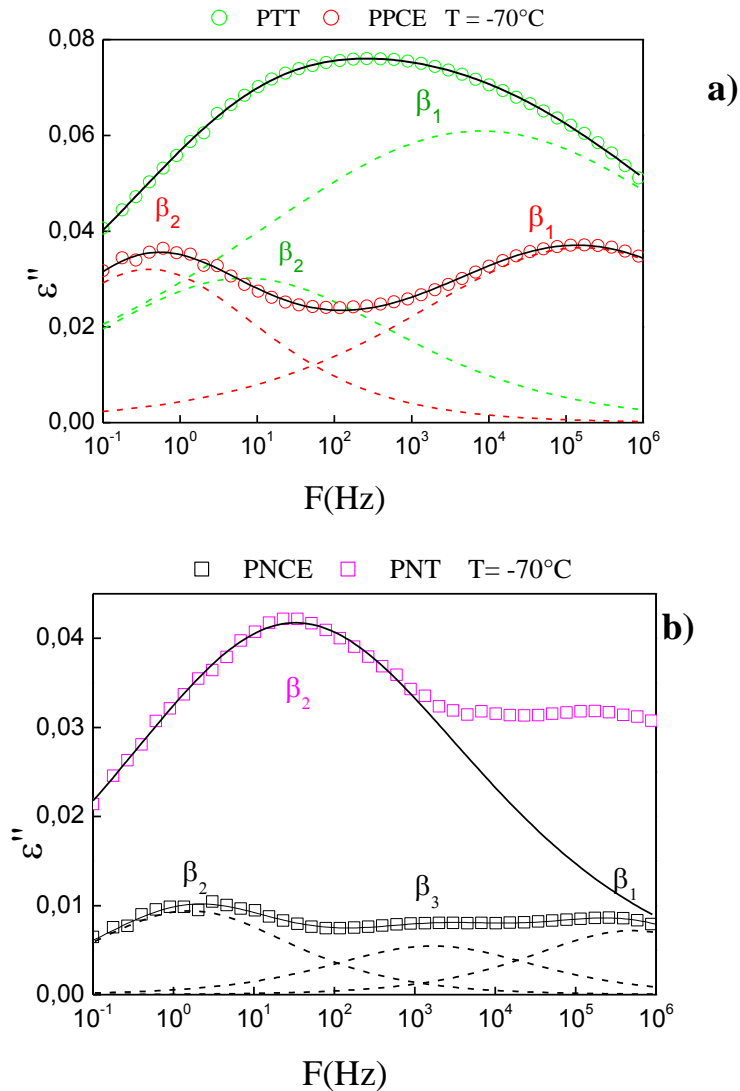 PTT PPCE T = -70°C
a)
0,08
0,06
0,04
0,02
0,00
ε''
β₁
β₂
β₁
β₂
10⁻¹ 10⁰ 10¹ 10² 10³ 10⁴ 10⁵ 10⁶
F(Hz)
PNCE PNT T= -70°C
b)
0,04
0,03
0,02
0,01
0,00
ε''
β₂
β₂ β₃ β₁
10⁻¹ 10⁰ 10¹ 10² 10³ 10⁴ 10⁵ 10⁶
F(Hz)